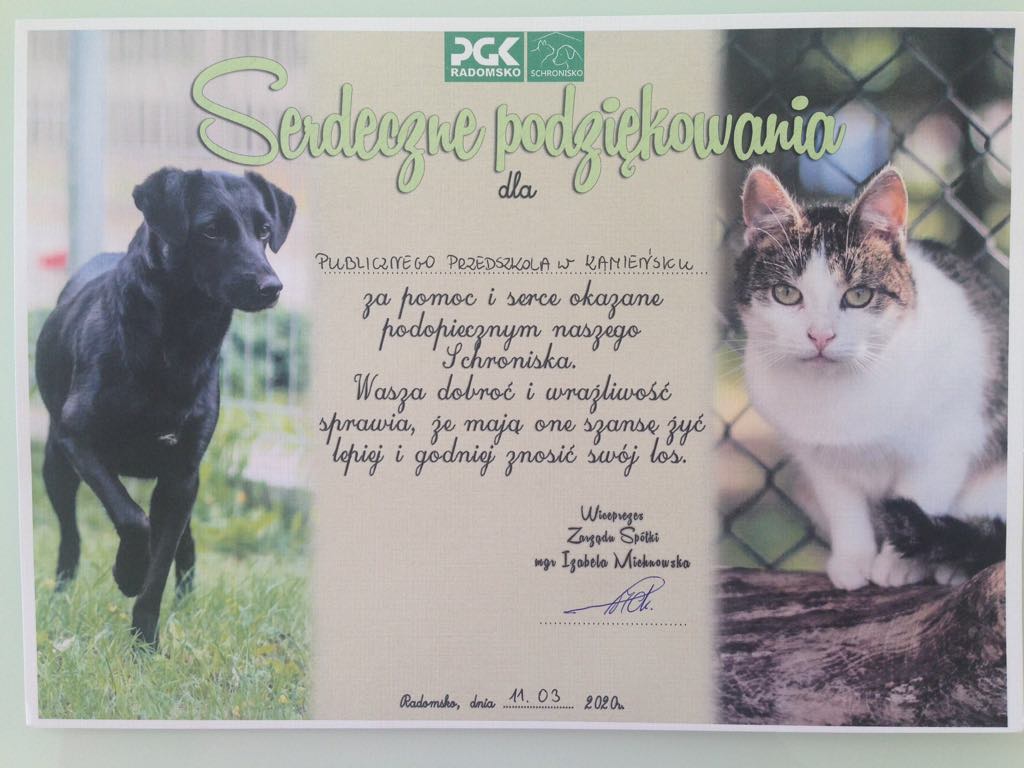 PGK
RADOMSKO
SCHRONISKO
Serdeczne podziękowania
dla
PUBLICZNEGO PRZEDSZKOLA W KAMIEŃSKU
za pomoc i serce okazane
podopiecznym naszego
Schroniska.
Wasza dobroć i wrażliwość
sprawia, że mają one szansę żyć
lepiej i godniej znosić swój los.
Wiceprezes
Zarządu Spółki
mgr Izabela Michnowska
Radomsko, dnia 11.03 2020r.